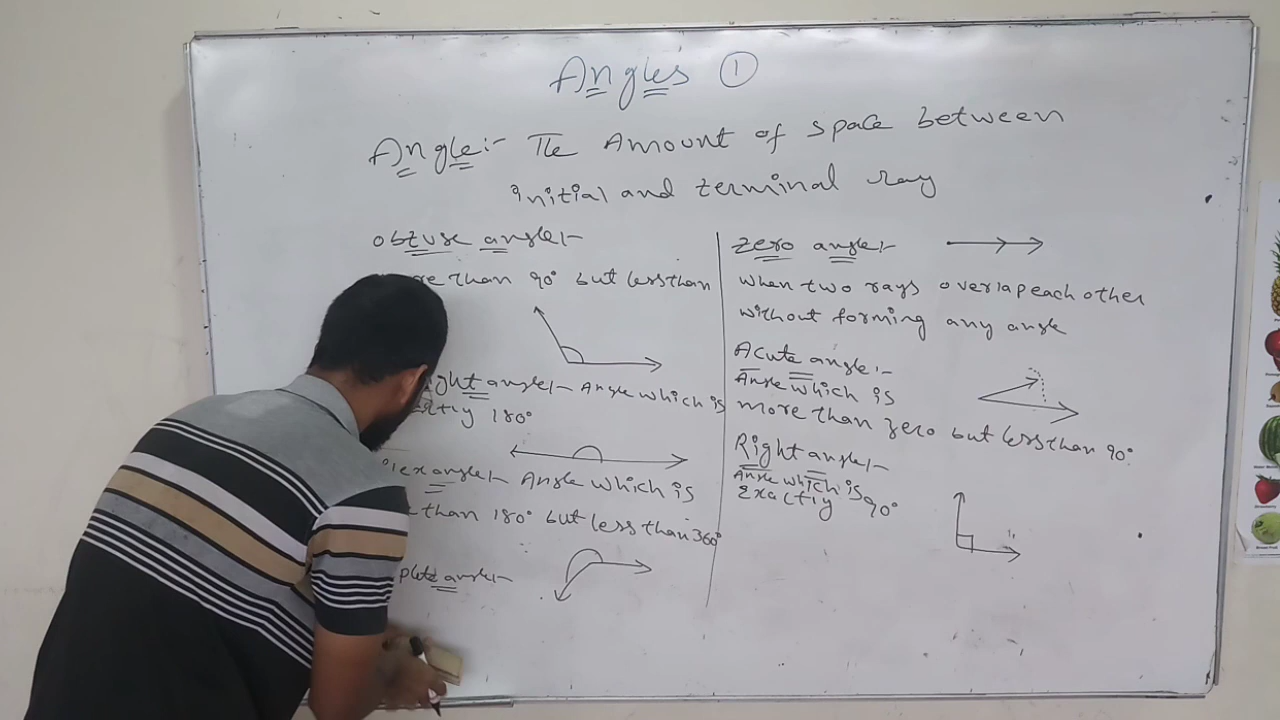 Angles ①
Angle:- The Amount of space between
initial and terminal ray
obtuse angle:-
than 90° but less than
angle:- Angle which is
180°
angle:- Angle which is
than 180° but less than 360°
angle:-
zero angle:-
when two rays overlap each other
without forming any angle
Acute angle:-
Angle which is
more than zero but less than 90°.
Right angle:-
Angle which is
Exactly 90°